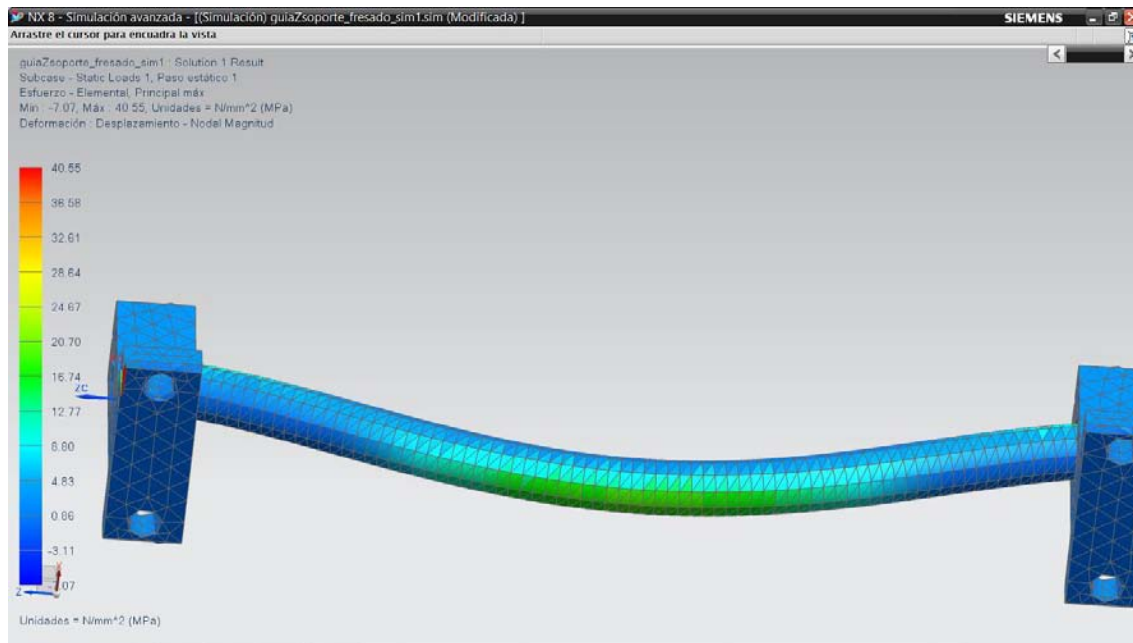 NX 8 - Simulación avanzada - [(Simulación) guiaZsoporte_fresado_sim1.sim (Modificada) ]
SIEMENS
Arrastre el cursor para encuadra la vista
guiaZsoporte_fresado_sim1 : Solution 1 Result
Subcase - Static Loads 1, Paso estático 1
Esfuerzo - Elemental, Principal máx
Min : -7.07, Máx : 40.55, Unidades = N/mm^2 (MPa)
Deformación : Desplazamiento - Nodal Magnitud
40.55
36.58
32.61
28.64
24.67
20.70
16.74
ZC
12.77
8.80
4.83
0.86
-3.11
Z
Unidades = N/mm^2 (MPa)